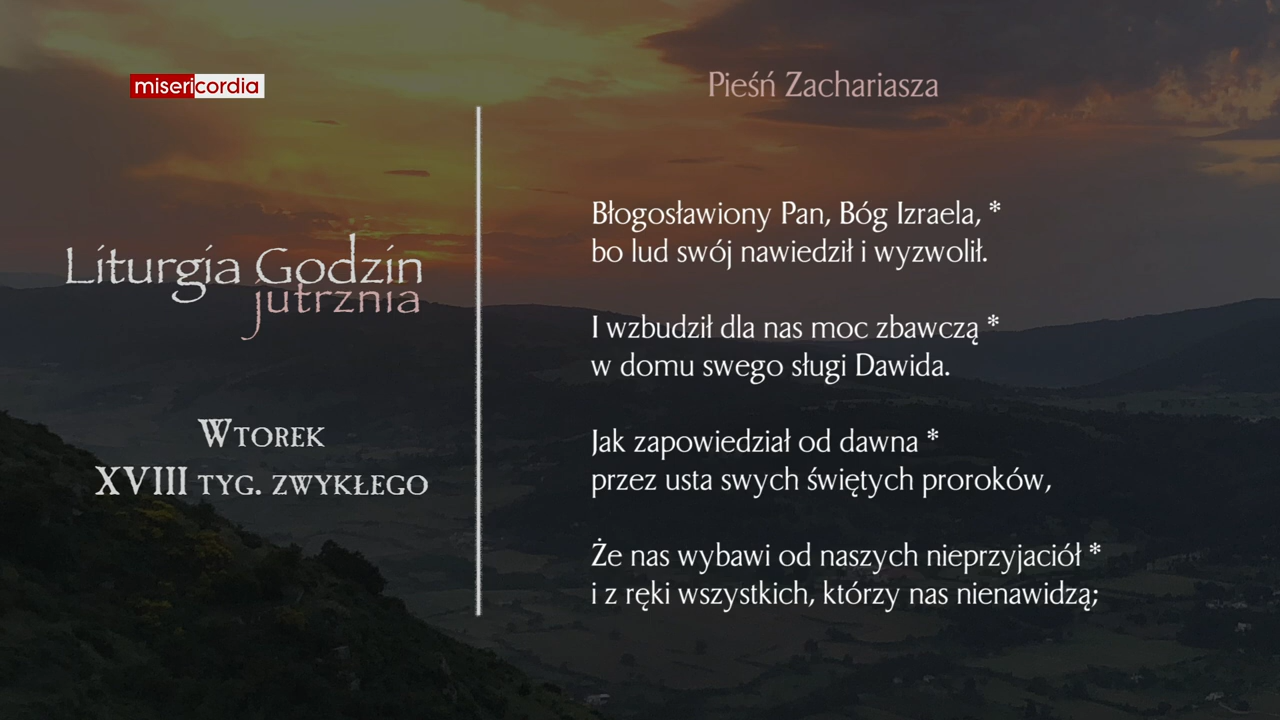 misericordia
Liturgia Godzin
jutrznia
Wtorek
XVIII tyg. zwykłego
Pieśń Zachariasza
Błogosławiony Pan, Bóg Izraela, *
bo lud swój nawiedził i wyzwolił.
I wzbudził dla nas moc zbawczą *
w domu swego sługi Dawida.
Jak zapowiedział od dawna *
przez usta swych świętych proroków,
Że nas wybawi od naszych nieprzyjaciół *
i z ręki wszystkich, którzy nas nienawidzą;